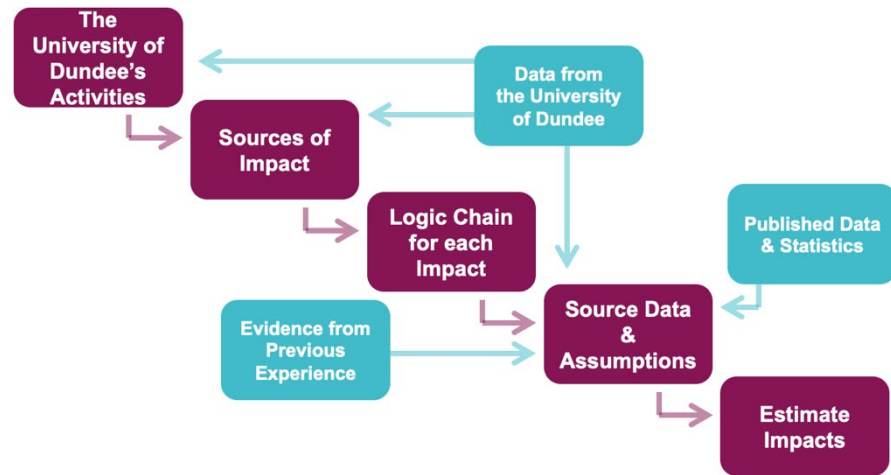 The
University of
Dundee’s
Activities
Data from
the University
of Dundee
Sources of
Impact
Logic Chain
for each
Impact
Published Data
& Statistics
Evidence from
Previous
Experience
Source Data
&
Assumptions
Estimate
Impacts